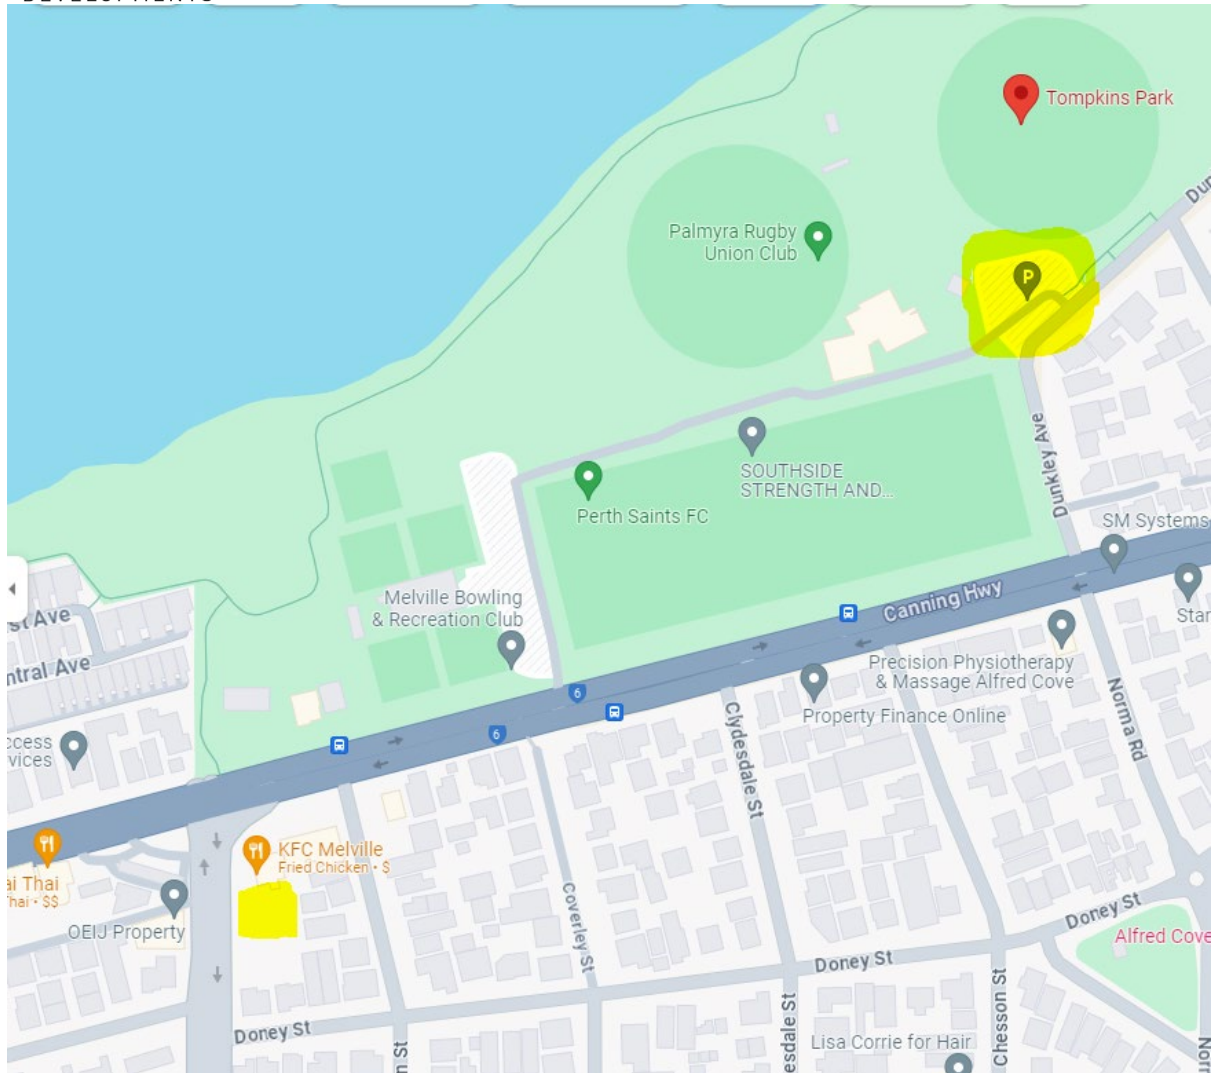 Tompkins Park
Palmyra Rugby
Union Club
P
SOUTHSIDE
STRENGTH AND...
Perth Saints FC
Dunkley Ave
SM Systems
Canning Hwy
Melville Bowling
& Recreation Club
ntral Ave
Precision Physiotherapy
& Massage Alfred Cove
6
Property Finance Online
6
Clydesdale St
Norma Rd
KFC Melville
Fried Chicken • $
ai Thai
Thai • $$
OEIJ Property
Coverley St
Doney St
Alfred Cove
Doney St
Doney St
Chesson St
esdale St
n St
Lisa Corrie for Hair